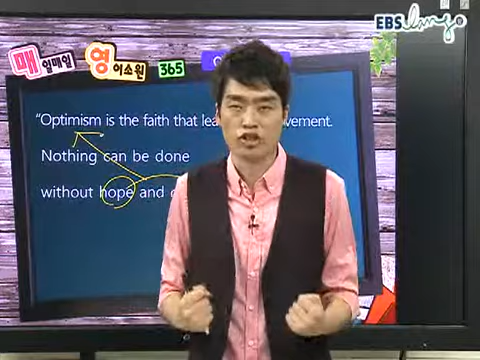 EBS lang
매일매일
영어소원
365
"Optimism is the faith that vement.
Nothing can be done
without hope and